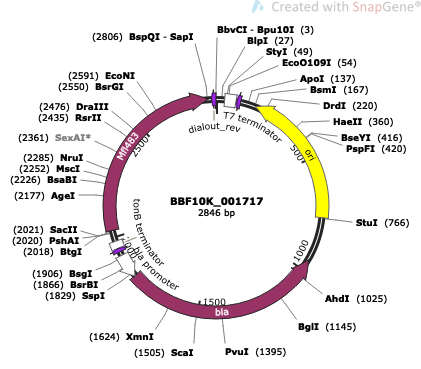 Created with SnapGene®
BbvCI - Bpu10I (3)
(2806) BspQI - SapI
BlpI (27)
StyI (49)
EcoO109I (54)
ApoI (137)
BsmI (167)
DrdI (220)
HaeII (360)
BseYI (416)
PspFI (420)
StuI (766)
AhdI (1025)
BglI (1145)
PvuI (1395)
(1505) ScaI
(1624) XmnI
(1829) SspI
(1866) BsrBI
(1906) BsgI
(2018) BtgI
(2020) PshAI
(2021) SacII
(2177) AgeI
(2226) BsaBI
(2252) MscI
(2285) NruI
(2361) SexAI*
(2435) RsrII
(2476) DraIII
(2550) BsrGI
(2591) EcoNI
dialout_rev
T7 terminator
ori
500
1000
1500
2500
bla
bla promoter
tonB terminator
BBF10K_001717
2846 bp